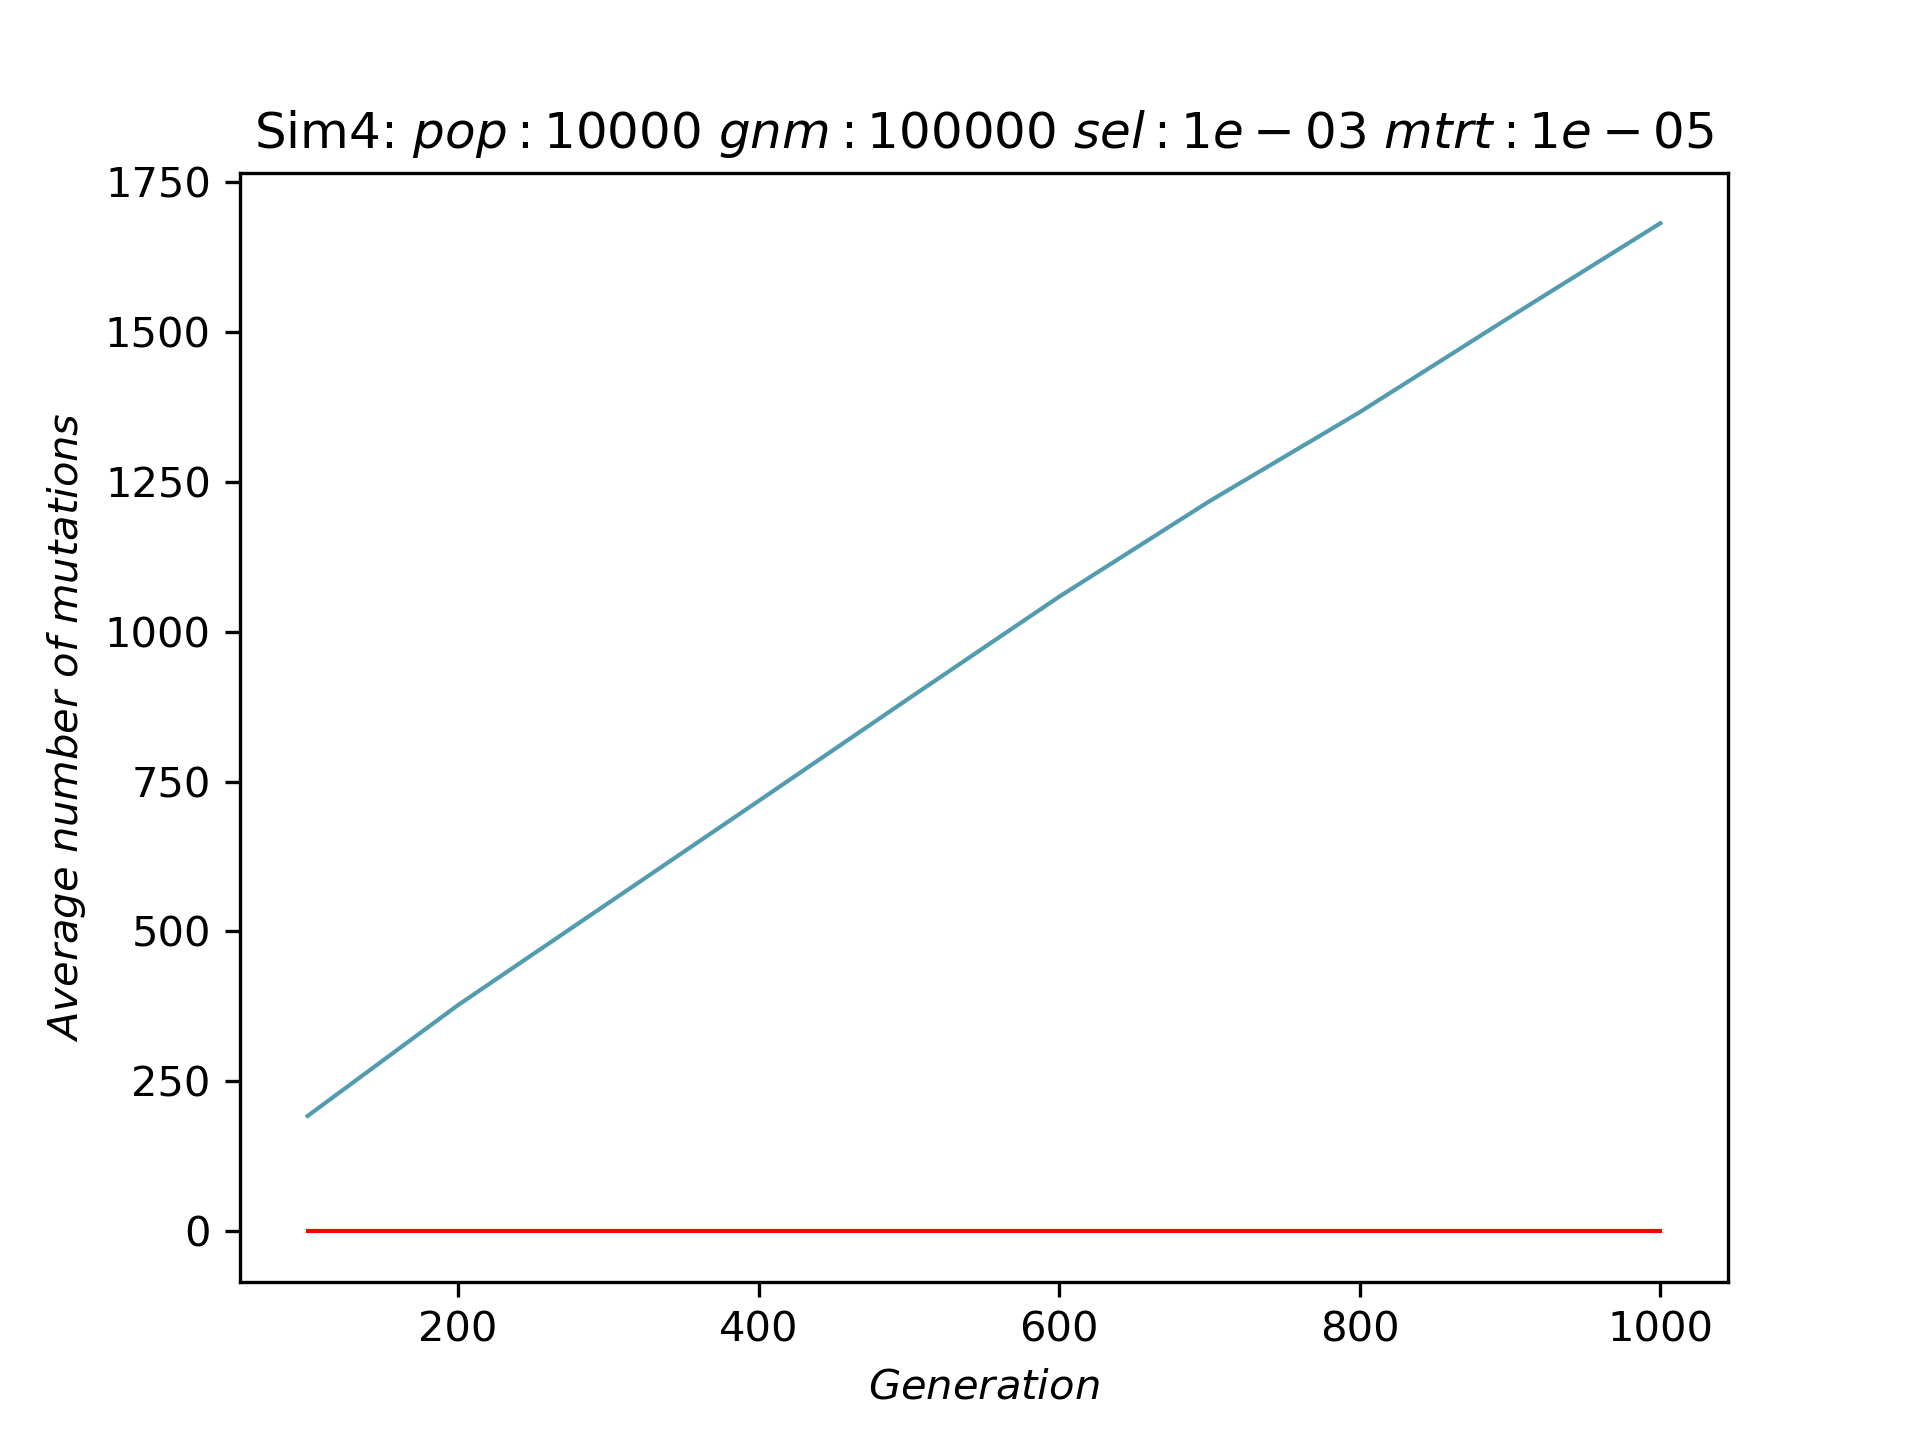 Sim4: pop : 10000 gnm : 100000 sel : 1e − 03 mtrt : 1e − 05
1750
1500
1250
1000
750
500
250
0
Average number of mutations
200 400 600 800 1000
Generation